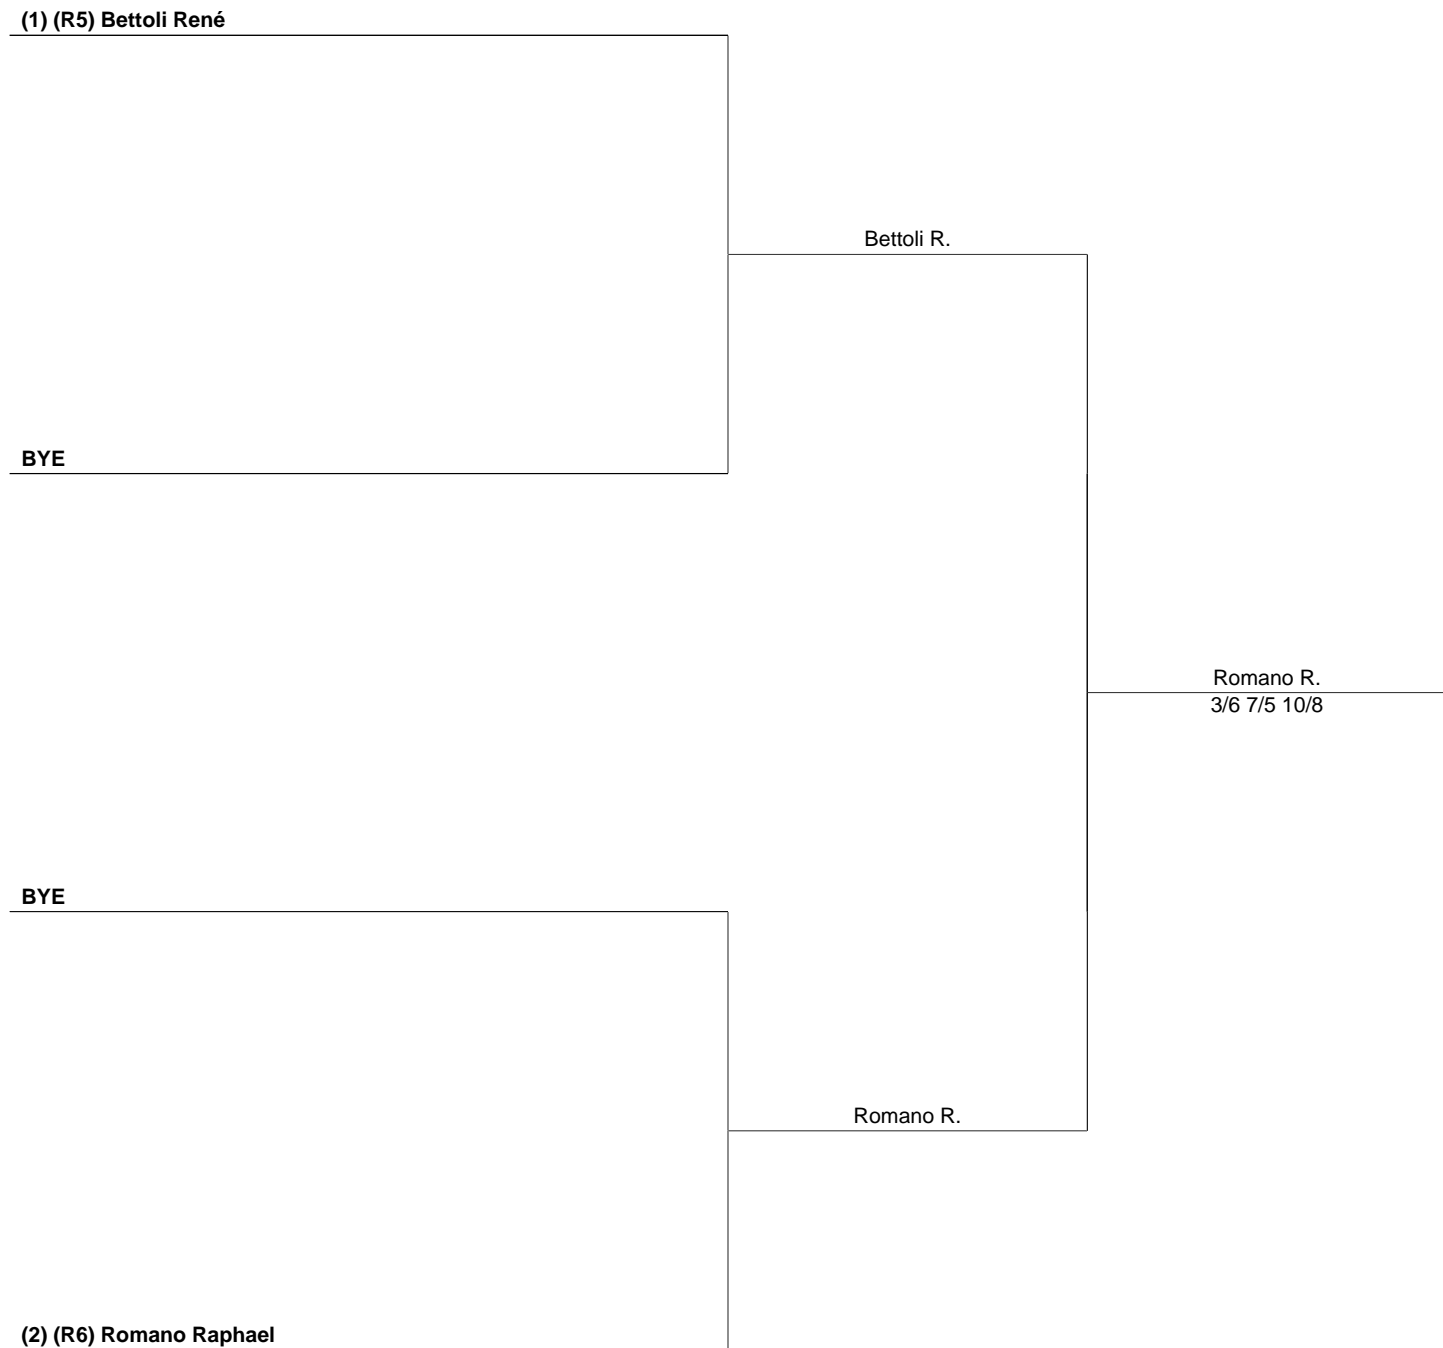 (1) (R5) Bettoli René
Bettoli R.
BYE
Romano R.
3/6 7/5 10/8
BYE
Romano R.
(2) (R6) Romano Raphael